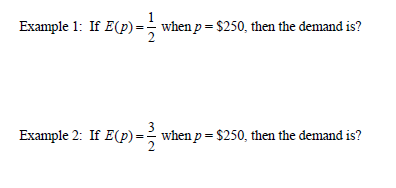 Example 1: If E(p) = 1/2 when p = $250, then the demand is?
Example 2: If E(p) = 3/2 when p = $250, then the demand is?